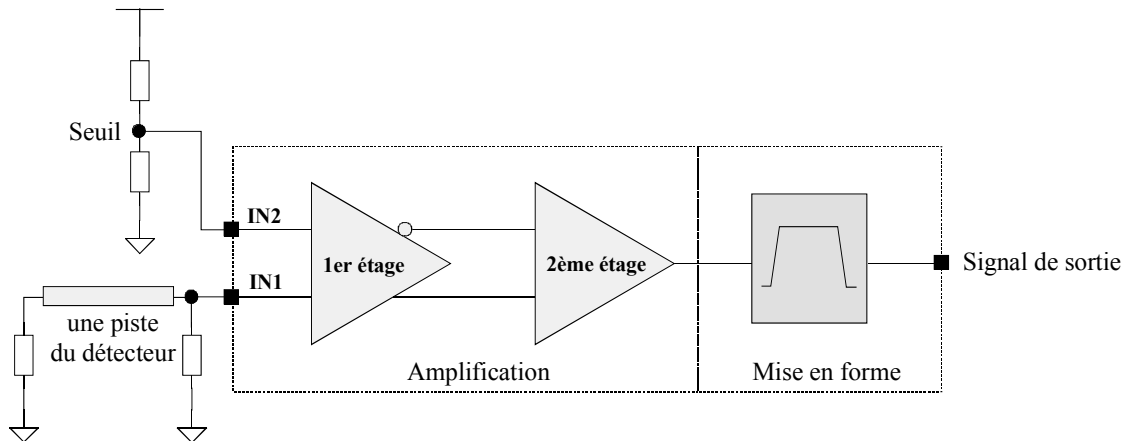 Seuil
IN2
1er étage
2ème étage
Signal de sortie
IN1
une piste
du détecteur
Amplification
Mise en forme